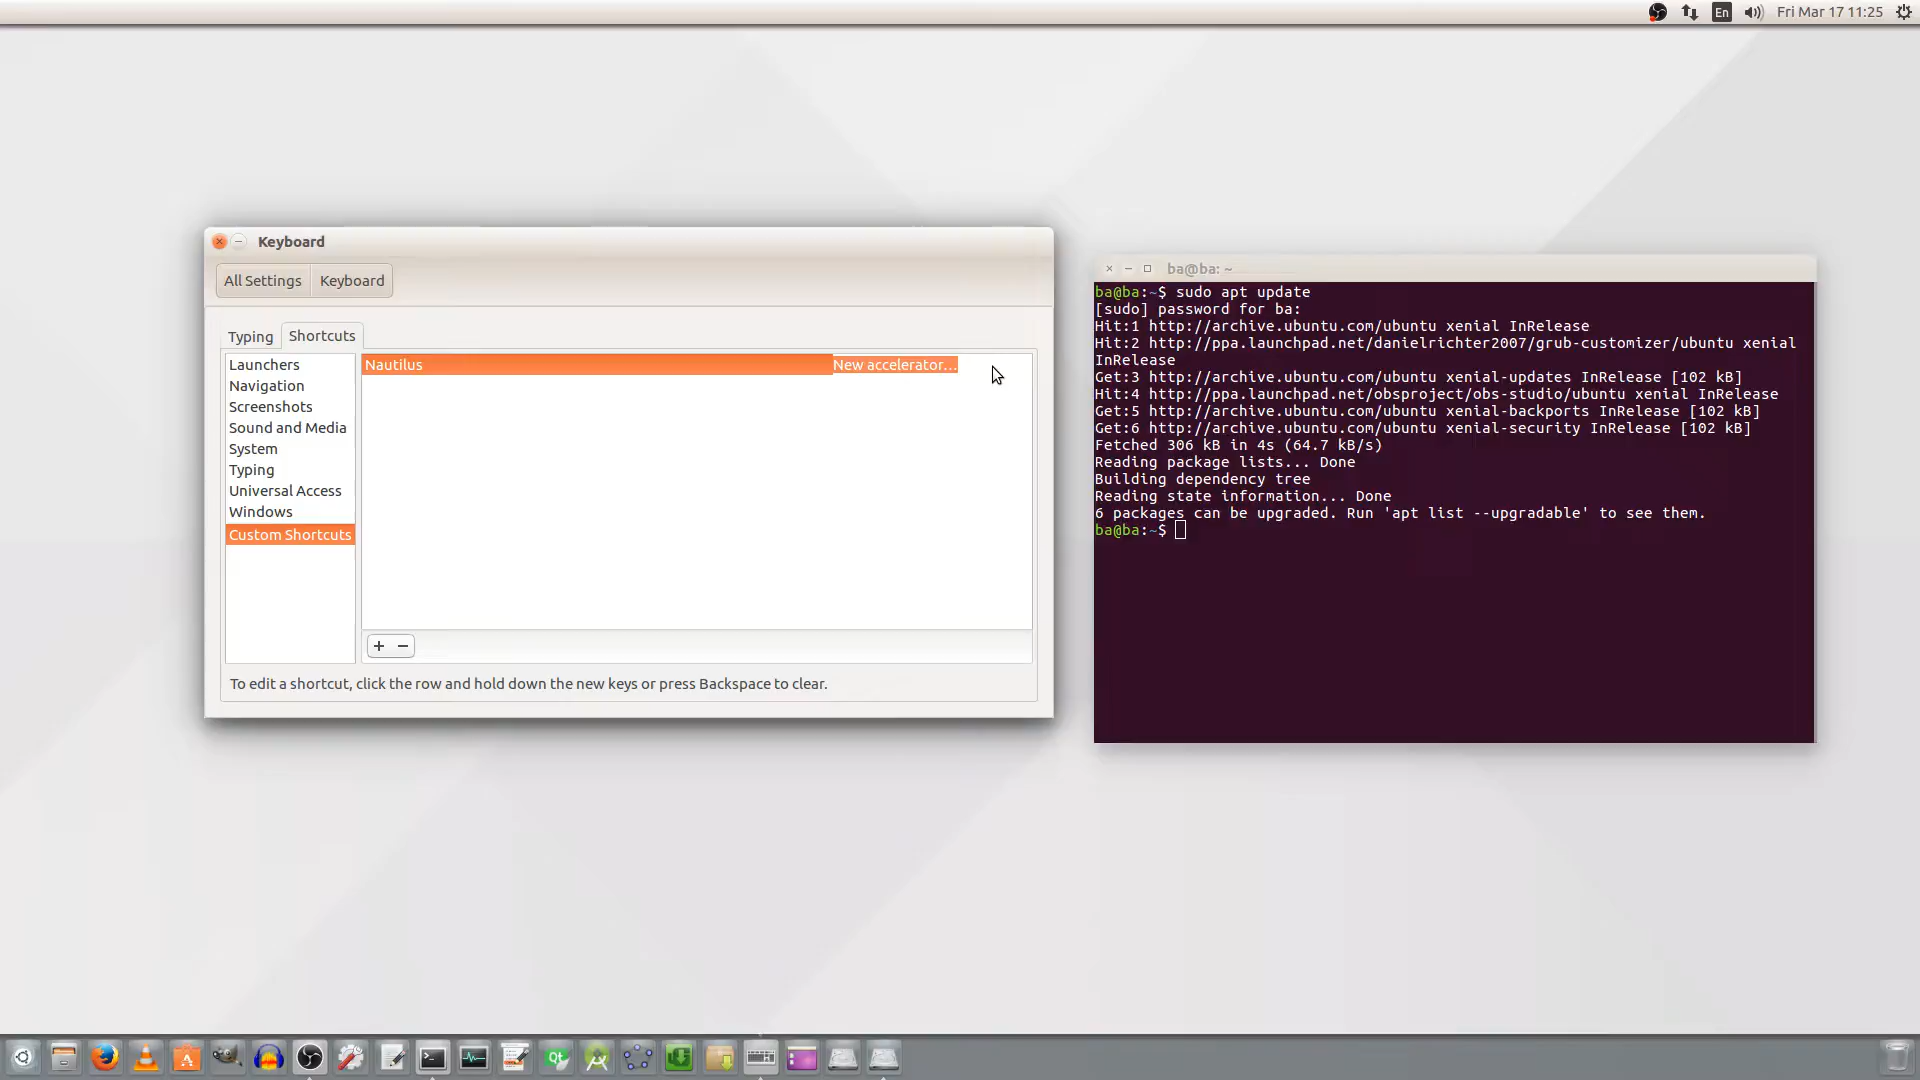 En
Fri Mar 17 11:25
Keyboard
All Settings
Keyboard
Typing
Shortcuts
Launchers
Navigation
Screenshots
Sound and Media
System
Typing
Universal Access
Windows
Custom Shortcuts
Nautilus
New accelerator...
+ −
To edit a shortcut, click the row and hold down the new keys or press Backspace to clear.
ba@ba: ~
ba@ba:~$ sudo apt update
[sudo] password for ba:
Hit:1 http://archive.ubuntu.com/ubuntu xenial InRelease
Hit:2 http://ppa.launchpad.net/danielrichter2007/grub-customizer/ubuntu xenial
InRelease
Get:3 http://archive.ubuntu.com/ubuntu xenial-updates InRelease [102 kB]
Hit:4 http://ppa.launchpad.net/obsproject/obs-studio/ubuntu xenial InRelease
Get:5 http://archive.ubuntu.com/ubuntu xenial-backports InRelease [102 kB]
Get:6 http://archive.ubuntu.com/ubuntu xenial-security InRelease [102 kB]
Fetched 306 kB in 4s (64.7 kB/s)
Reading package lists... Done
Building dependency tree
Reading state information... Done
6 packages can be upgraded. Run 'apt list --upgradable' to see them.
ba@ba:~$
Qt